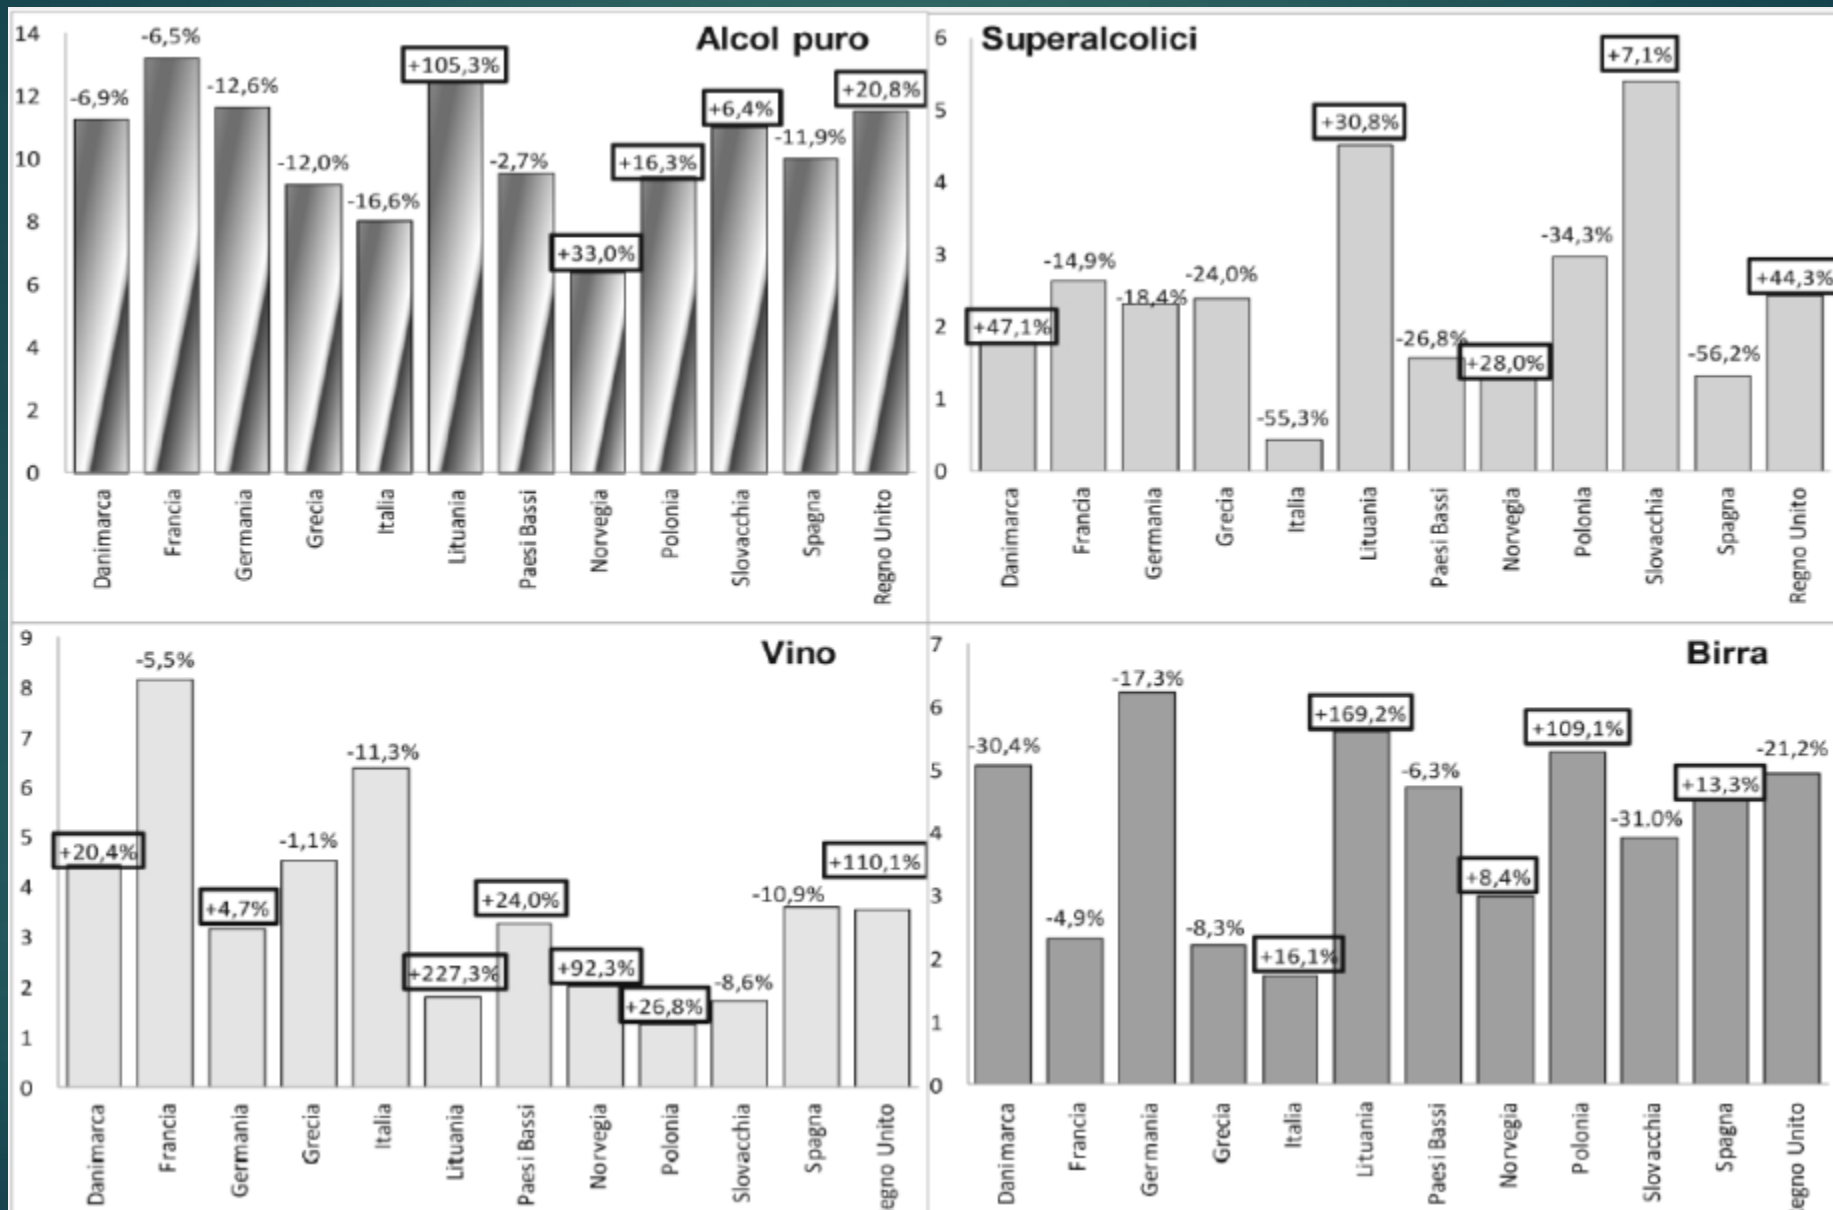 Alcol puro
14
12
10
8
6
4
2
0
-6,9%
-6,5%
-12,6%
-12,0%
-16,6%
+105,3%
-2,7%
+33,0%
+16,3%
+6,4%
-11,9%
+20,8%
Danimarca
Francia
Germania
Grecia
Italia
Lituania
Paesi Bassi
Norvegia
Polonia
Slovacchia
Spagna
Regno Unito
Superalcolici
6
5
4
3
2
1
0
+47,1%
-14,9%
-18,4%
-24,0%
-55,3%
+30,8%
-26,8%
+28,0%
-34,3%
+7,1%
-56,2%
+44,3%
Danimarca
Francia
Germania
Grecia
Italia
Lituania
Paesi Bassi
Norvegia
Polonia
Slovacchia
Spagna
Regno Unito
Vino
9
8
7
6
5
4
3
2
1
0
+20,4%
-5,5%
+4,7%
-1,1%
-11,3%
+227,3%
+24,0%
+92,3%
+26,8%
-8,6%
-10,9%
+110,1%
Danimarca
Francia
Germania
Grecia
Italia
Lituania
Paesi Bassi
Norvegia
Polonia
Slovacchia
Spagna
egno Unito
Birra
7
6
5
4
3
2
1
0
-30,4%
-4,9%
-17,3%
-8,3%
+16,1%
+169,2%
-6,3%
+8,4%
+109,1%
-31.0%
+13,3%
-21,2%
Danimarca
Francia
Germania
Grecia
Italia
Lituania
Paesi Bassi
Norvegia
Polonia
Slovacchia
Spagna
egno Unito